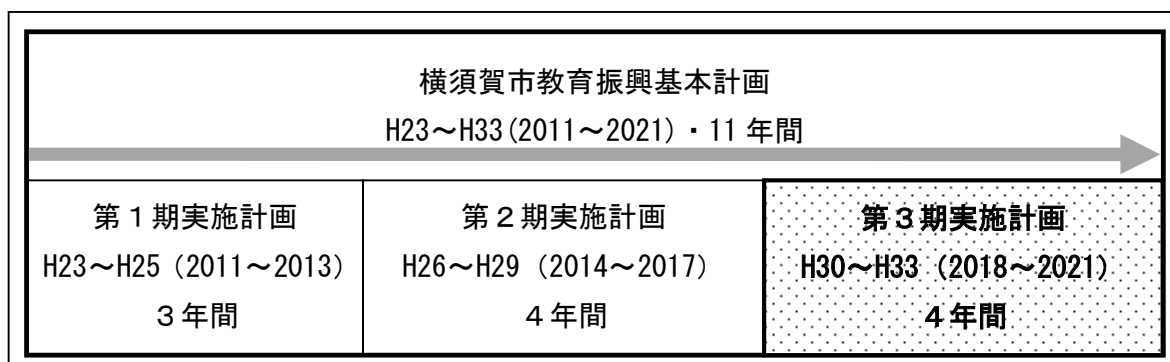 横須賀市教育振興基本計画
H23～H33(2011～2021)・11 年間
第１期実施計画
H23～H25（2011～2013）
３年間
第２期実施計画
H26～H29（2014～2017）
４年間
第３期実施計画
H30～H33（2018～2021）
４年間